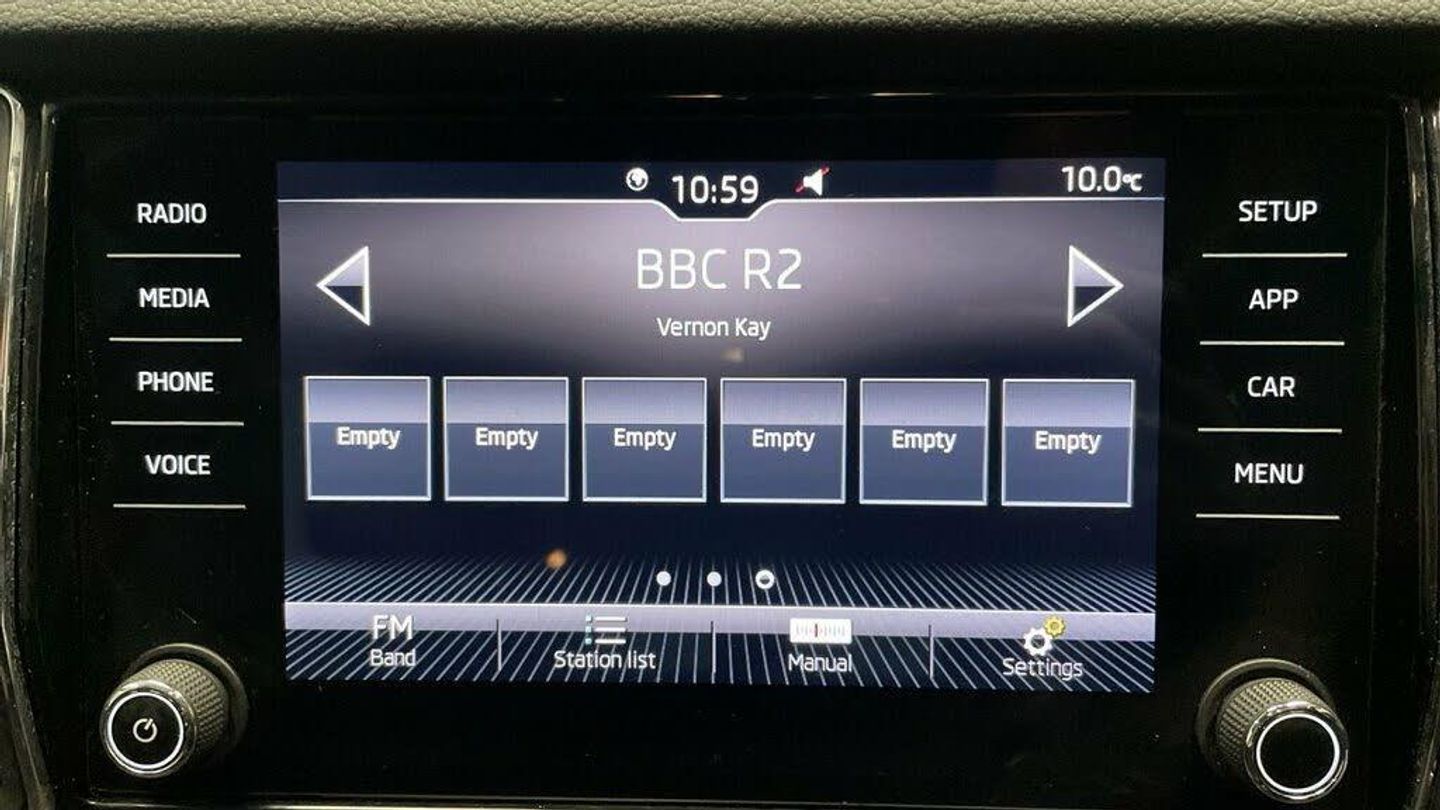 10:59
10.0°C
RADIO
MEDIA
PHONE
VOICE
BBC R2
Vernon Kay
Empty Empty Empty Empty Empty Empty
FM
Band
Station list
Manual
Settings
SETUP
APP
CAR
MENU